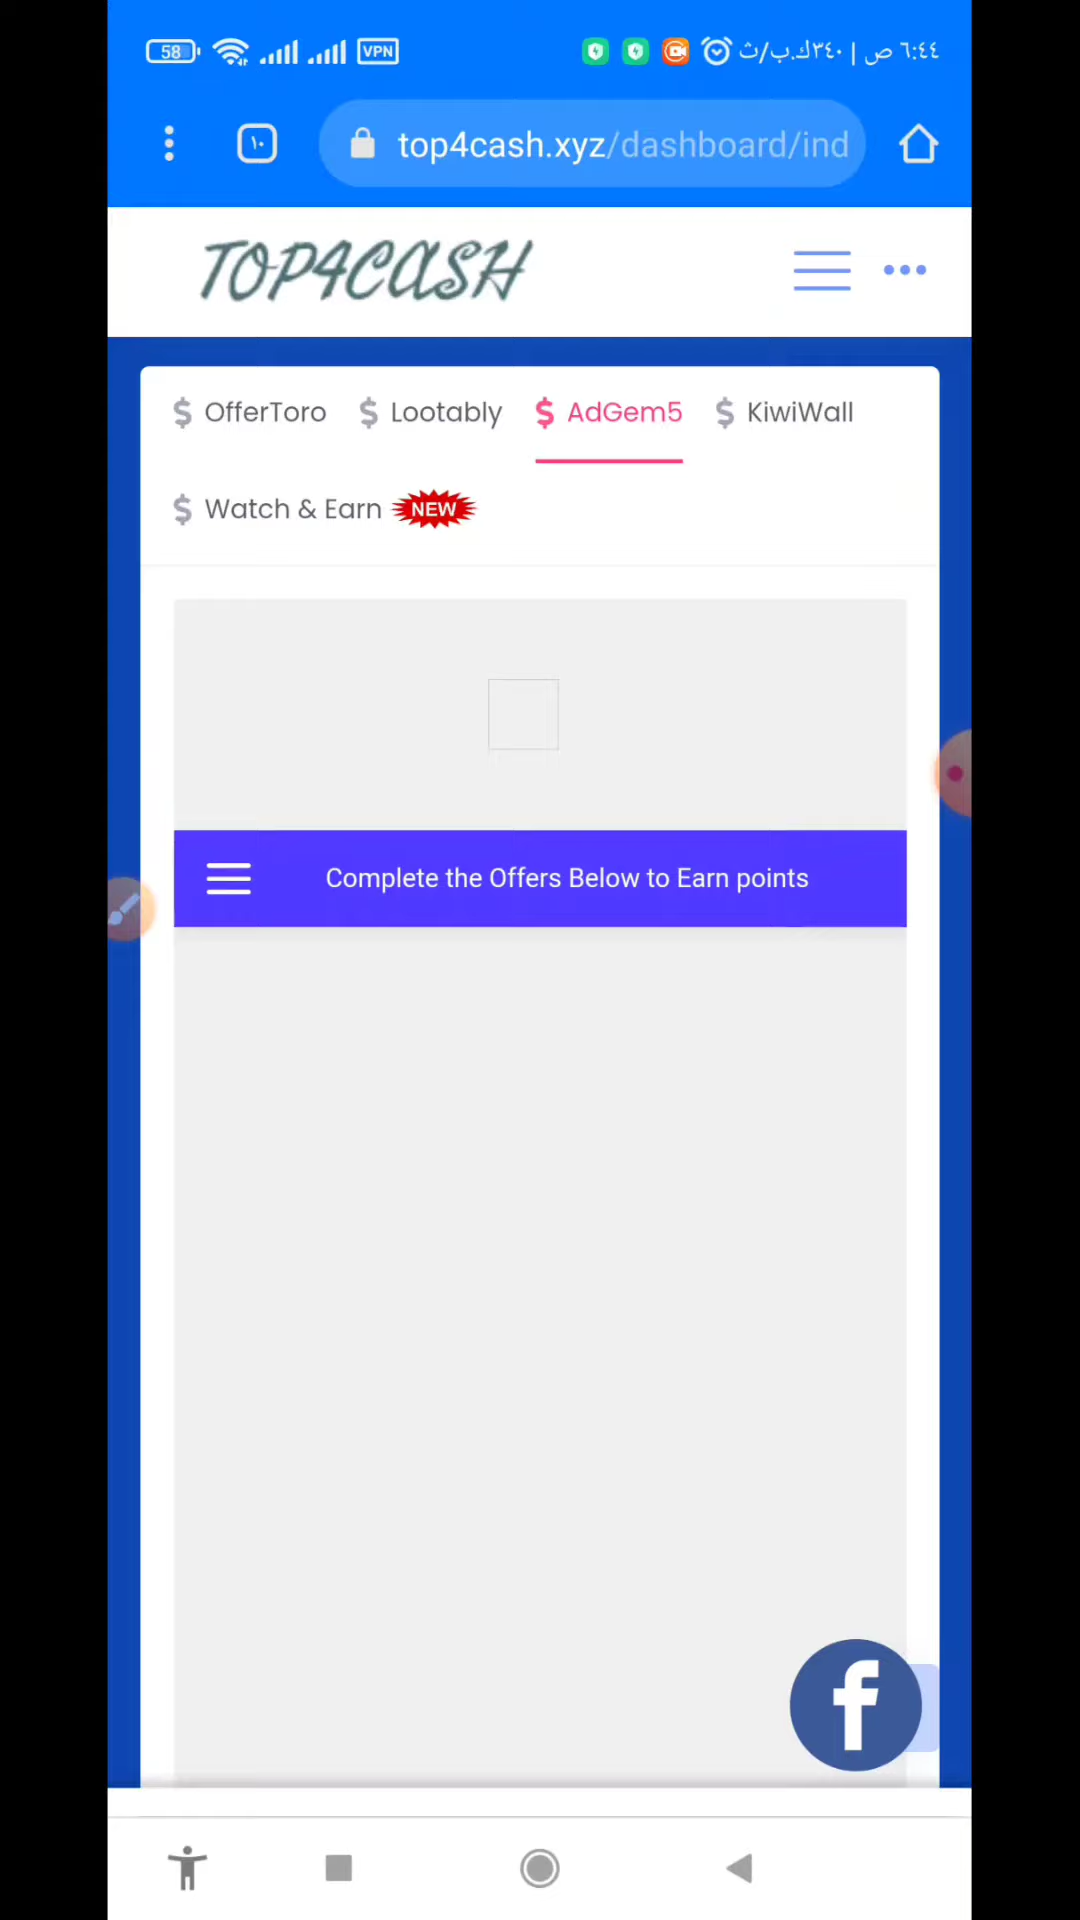 58 VPN ٣٤٠ك.ب/ث | ٦:٤٤ ص
١٠ top4cash.xyz/dashboard/ind
TOP4CASH
$ OfferToro $ Lootably $ AdGem5 $ KiwiWall
$ Watch & Earn NEW
Complete the Offers Below to Earn points
f